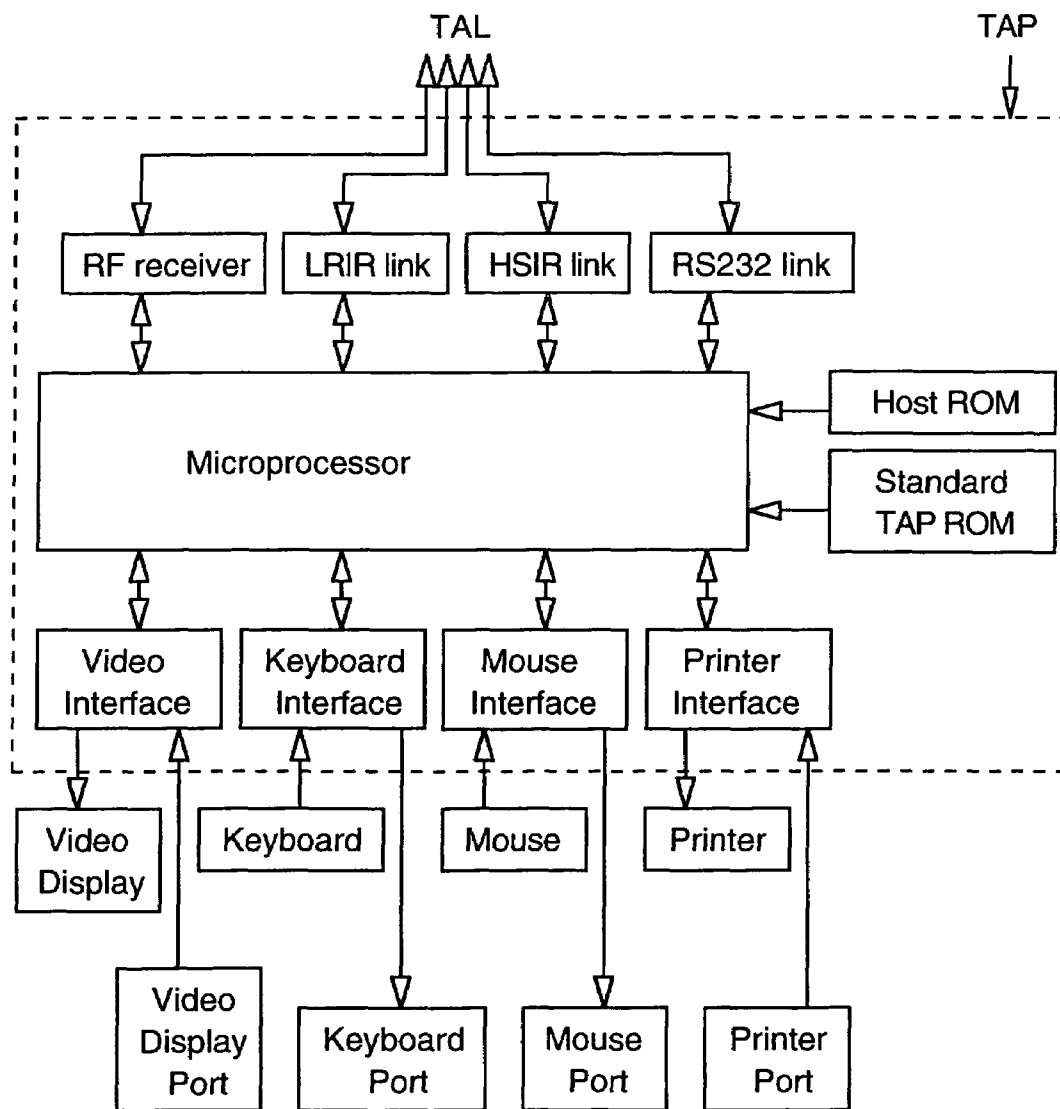 TAL
TAP
RF receiver
LRIR link
HSIR link
RS232 link
Microprocessor
Host ROM
Standard
TAP ROM
Video
Interface
Keyboard
Interface
Mouse
Interface
Printer
Interface
Video
Display
Keyboard
Mouse
Printer
Video
Display
Port
Keyboard
Port
Mouse
Port
Printer
Port